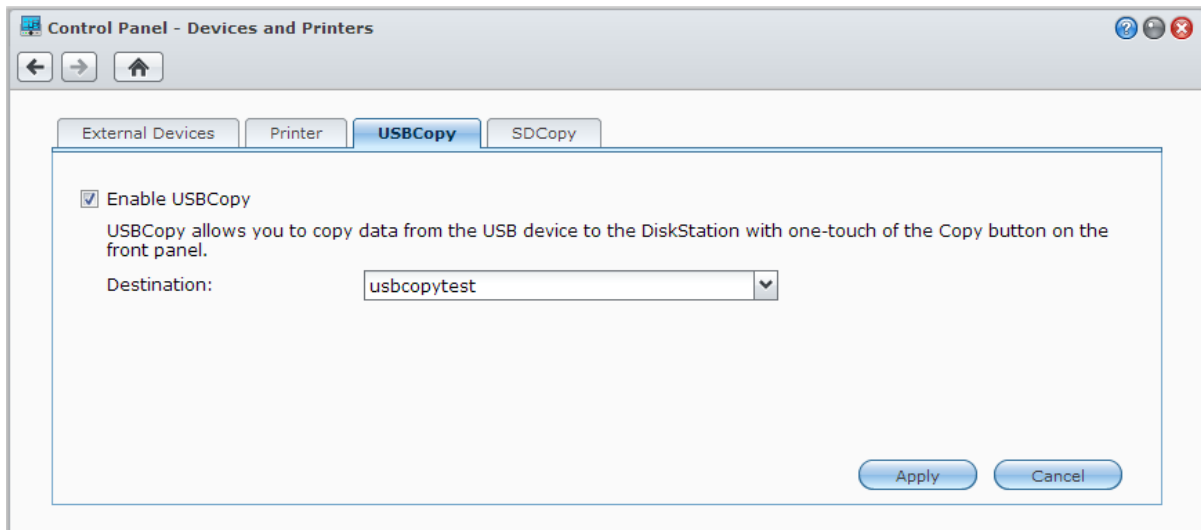 Control Panel - Devices and Printers
External Devices
Printer
USBCopy
SDCopy
Enable USBCopy
USBCopy allows you to copy data from the USB device to the DiskStation with one-touch of the Copy button on the
front panel.
Destination:
usbcopytest
Apply
Cancel